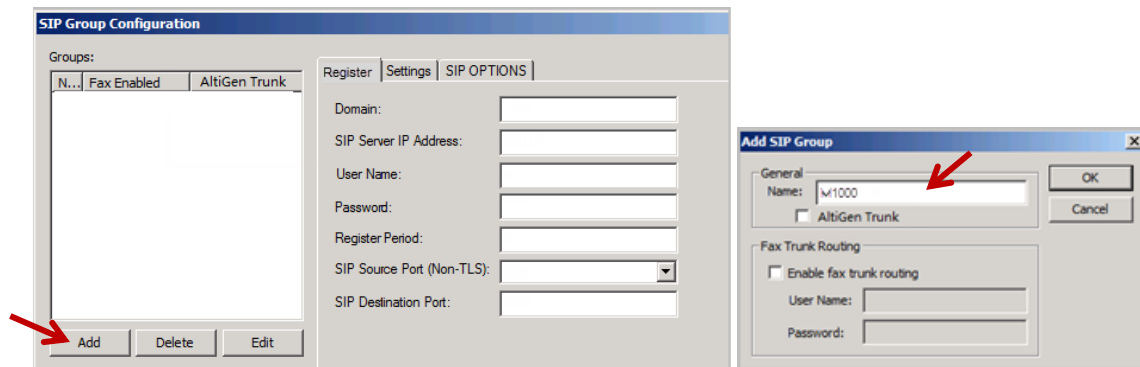 SIP Group Configuration
Groups:
N... Fax Enabled AltiGen Trunk
Add Delete Edit
Register Settings SIP OPTIONS
Domain:
SIP Server IP Address:
User Name:
Password:
Register Period:
SIP Source Port (Non-TLS):
SIP Destination Port:
Add SIP Group
General
Name: M1000
AltiGen Trunk
OK
Cancel
Fax Trunk Routing
Enable fax trunk routing
User Name:
Password: